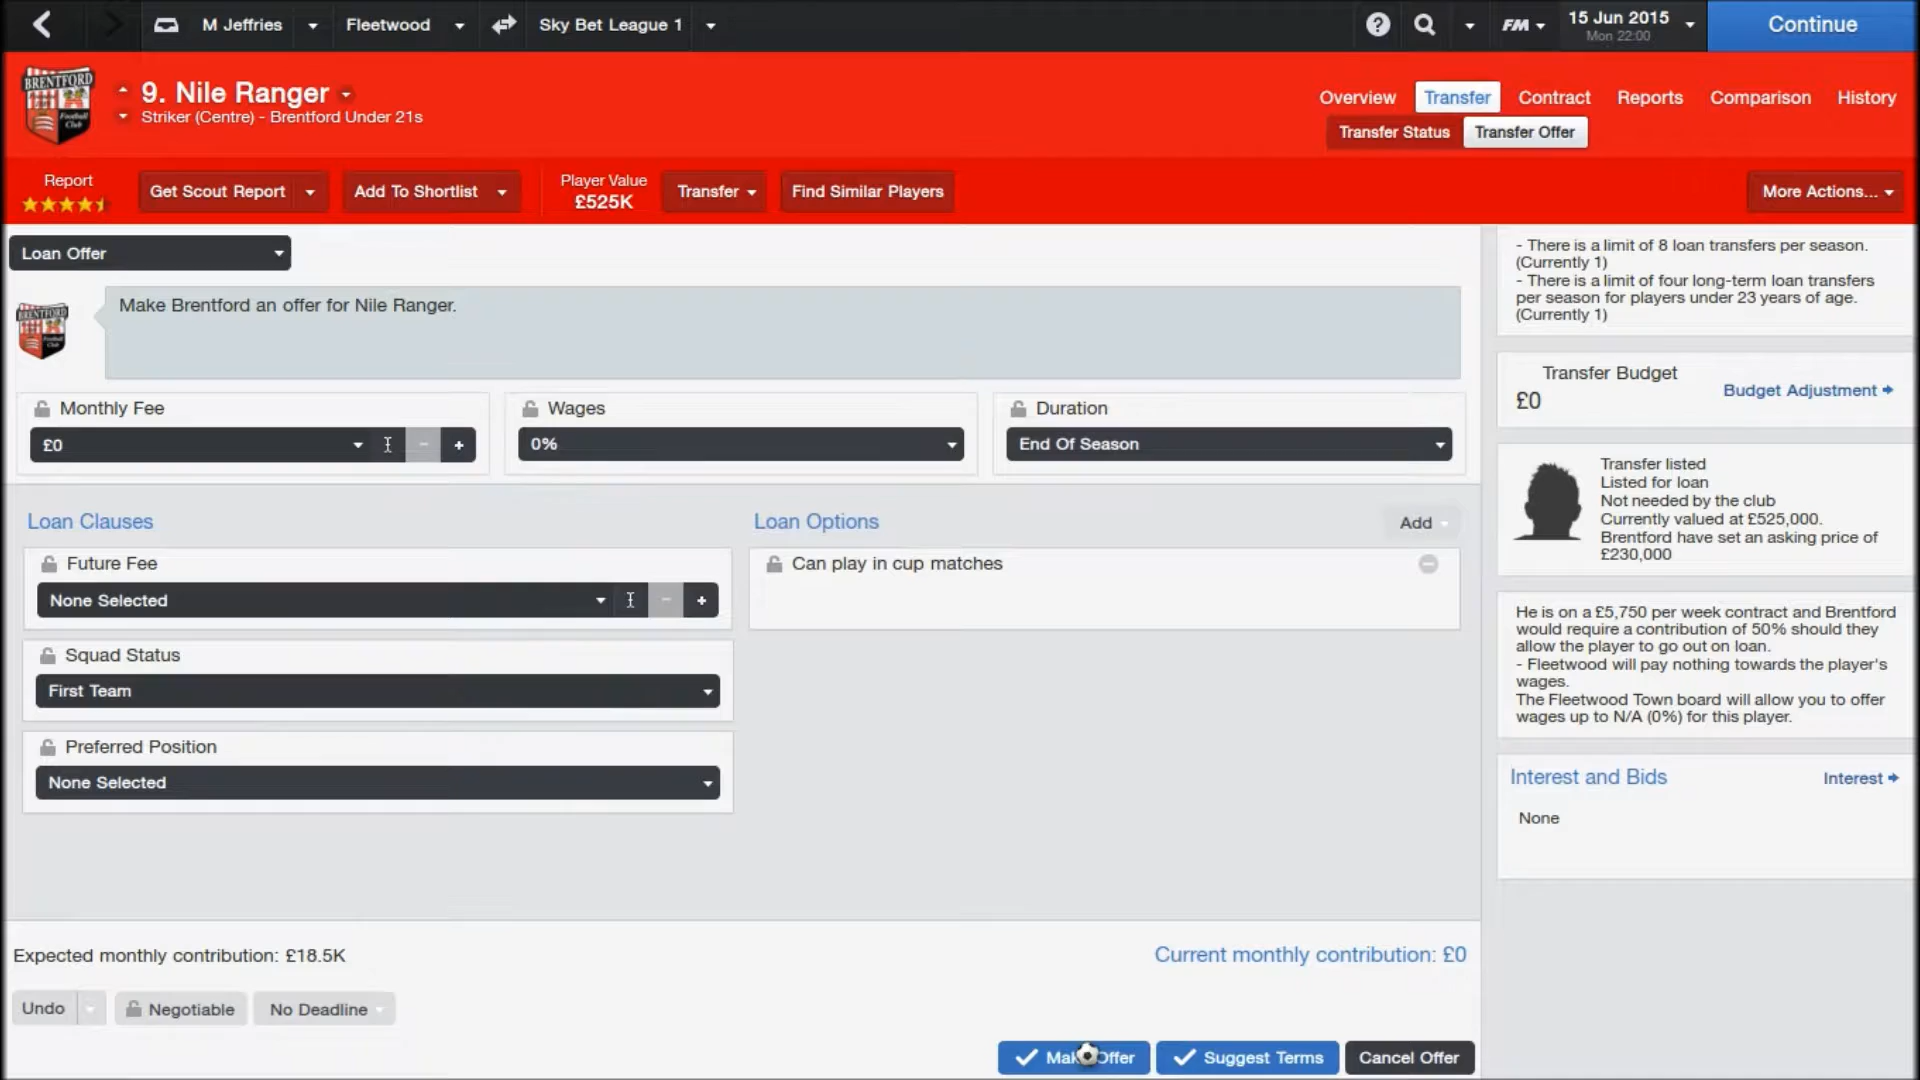 M Jeffries
Fleetwood
Sky Bet League 1
FM
15 Jun 2015
Mon 22:00
Continue
BRENTFORD
Football
Club
9. Nile Ranger
Striker (Centre) - Brentford Under 21s
Overview
Transfer
Contract
Reports
Comparison
History
Transfer Status
Transfer Offer
Report
Get Scout Report
Add To Shortlist
Player Value
£525K
Transfer
Find Similar Players
More Actions...
Loan Offer
BRENTFORD
Make Brentford an offer for Nile Ranger.
Monthly Fee
£0
Wages
0%
Duration
End Of Season
Loan Clauses
Future Fee
None Selected
Squad Status
First Team
Preferred Position
None Selected
Loan Options
Add
Can play in cup matches
- There is a limit of 8 loan transfers per season.
(Currently 1)
- There is a limit of four long-term loan transfers
per season for players under 23 years of age.
(Currently 1)
Transfer Budget
£0
Budget Adjustment
Transfer listed
Listed for loan
Not needed by the club
Currently valued at £525,000.
Brentford have set an asking price of
£230,000
He is on a £5,750 per week contract and Brentford
would require a contribution of 50% should they
allow the player to go out on loan.
- Fleetwood will pay nothing towards the player's
wages.
The Fleetwood Town board will allow you to offer
wages up to N/A (0%) for this player.
Interest and Bids
Interest
None
Expected monthly contribution: £18.5K
Current monthly contribution: £0
Undo
Negotiable
No Deadline
Make Offer
Suggest Terms
Cancel Offer